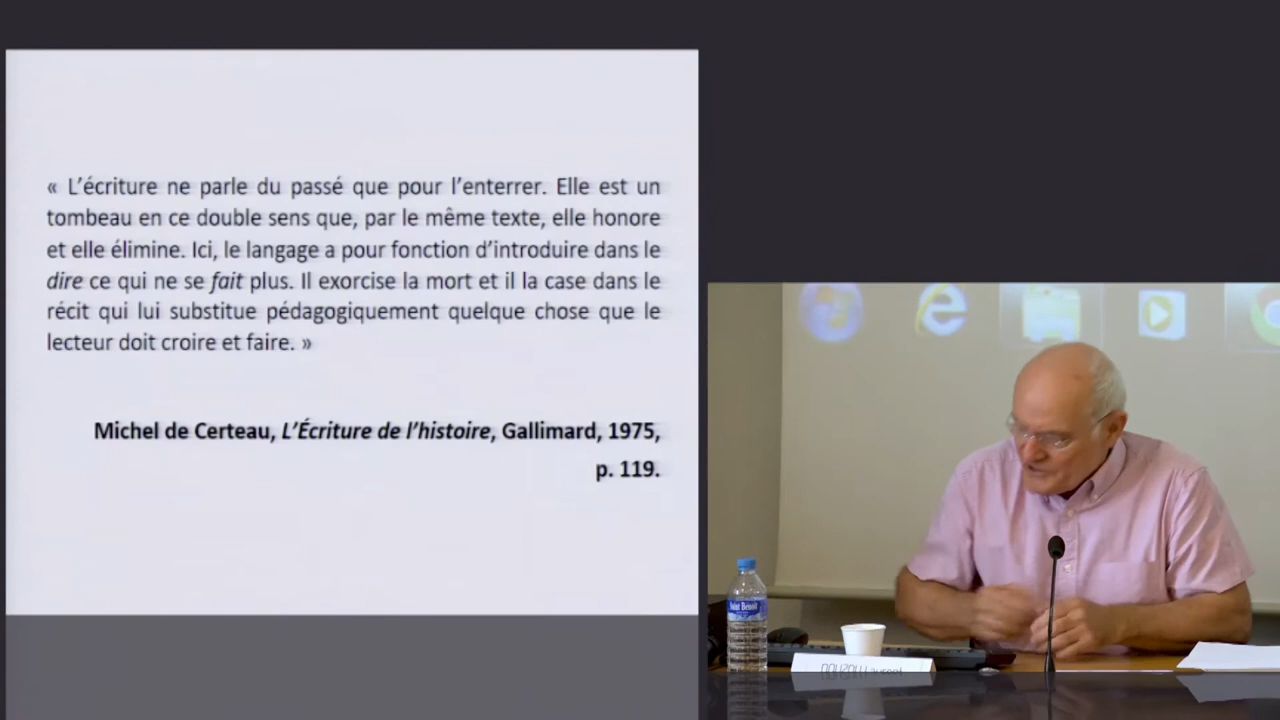 « L’écriture ne parle du passé que pour l’enterrer. Elle est un
tombeau en ce double sens que, par le même texte, elle honore
et elle élimine. Ici, le langage a pour fonction d’introduire dans le
dire ce qui ne se fait plus. Il exorcise la mort et il la case dans le
récit qui lui substitue pédagogiquement quelque chose que le
lecteur doit croire et faire. »
Michel de Certeau, L’Écriture de l’histoire, Gallimard, 1975,
p. 119.
Saint Benoît
Laurent